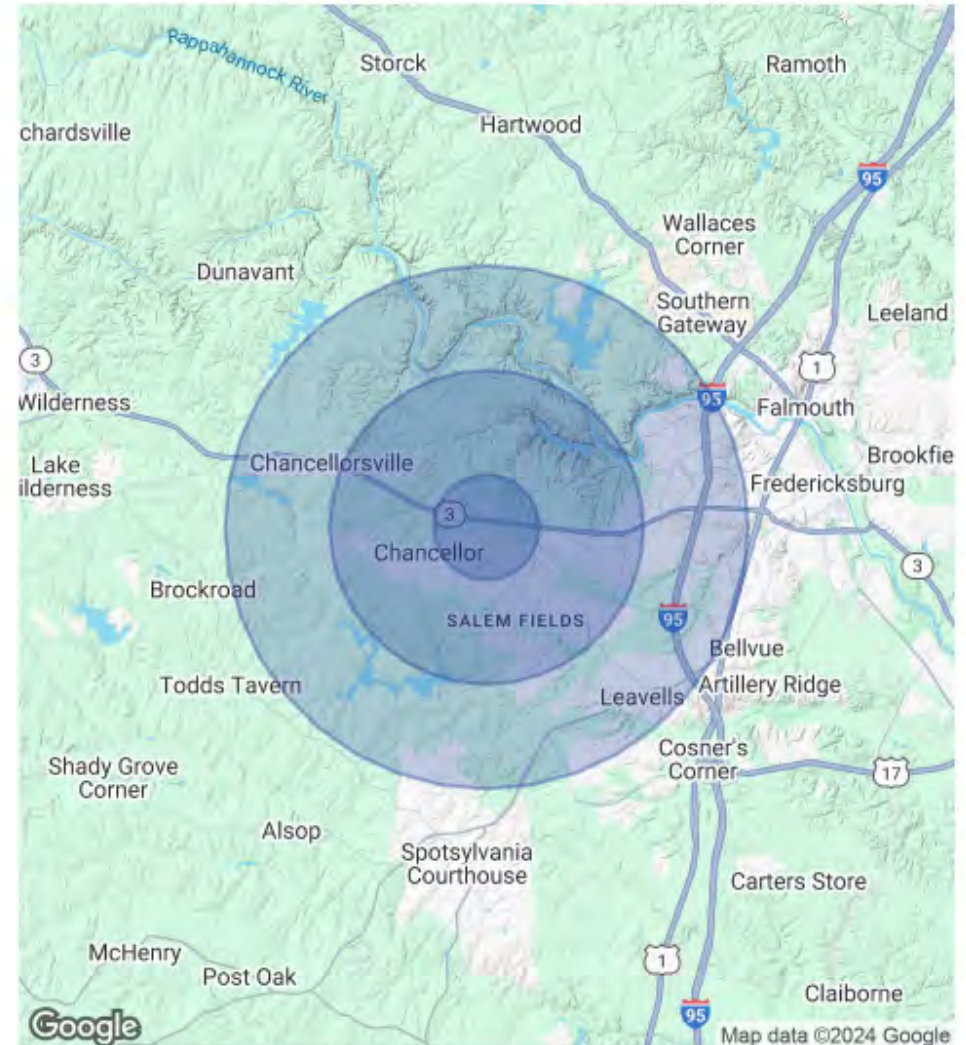 Rappahannock River
Storck
Ramoth
Hartwood
chardsville
95
Wallaces
Corner
Dunavant
Southern
Gateway
Leeland
3
1
Wilderness
95
Falmouth
Lake
ilderness
Chancellorsville
Brookfie
Fredericksburg
3
Chancellor
3
Brockroad
SALEM FIELDS
95
Bellvue
Todds Tavern
Leavells
Artillery Ridge
Shady Grove
Corner
Cosner's
Corner
17
Alsop
Spotsylvania
Courthouse
Carters Store
McHenry
Post Oak
1
Claiborne
95
Google
Map data ©2024 Google